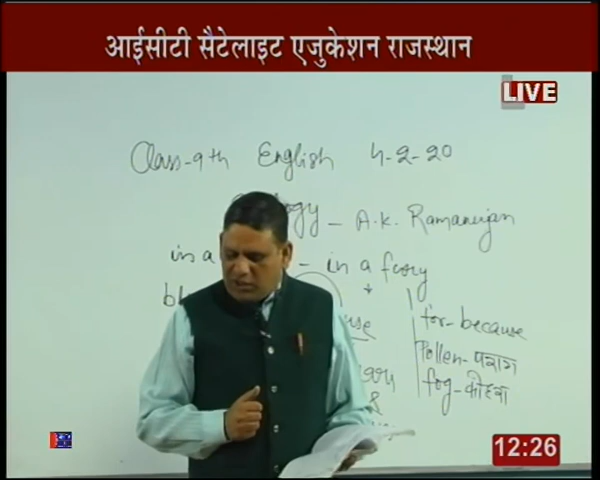 आईसीटी सैटेलाइट एजुकेशन राजस्थान
LIVE
Class-9th English 4-2-20
A.K. Ramanujan
in a - in a fury
for-because
Pollen-पराग
fog-कोहरा
12:26